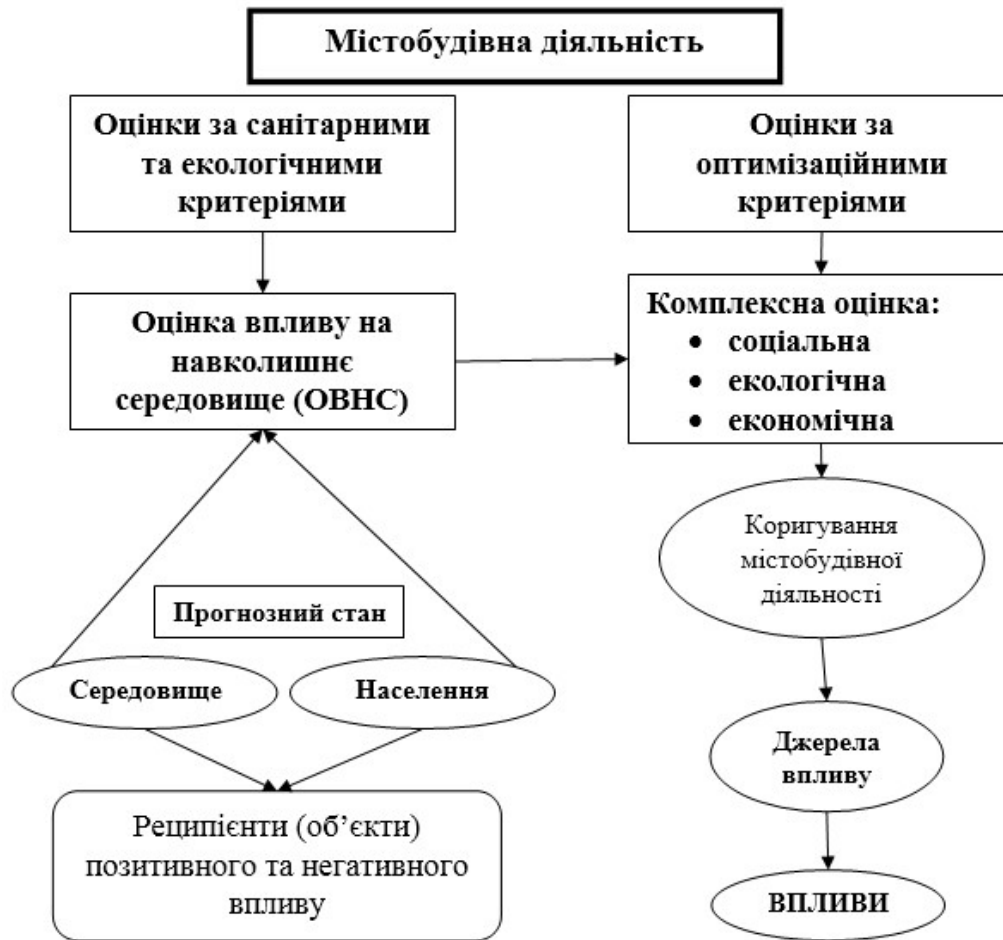 Містобудівна діяльність
Оцінки за санітарними
та екологічними
критеріями
Оцінки за
оптимізаційними
критеріями
Оцінка впливу на
навколишнє
середовище (ОВНС)
Комплексна оцінка:
• соціальна
• екологічна
• економічна
Коригування
містобудівної
діяльності
Прогнозний стан
Середовище
Населення
Джерела
впливу
Реципієнти (об’єкти)
позитивного та негативного
впливу
ВПЛИВИ